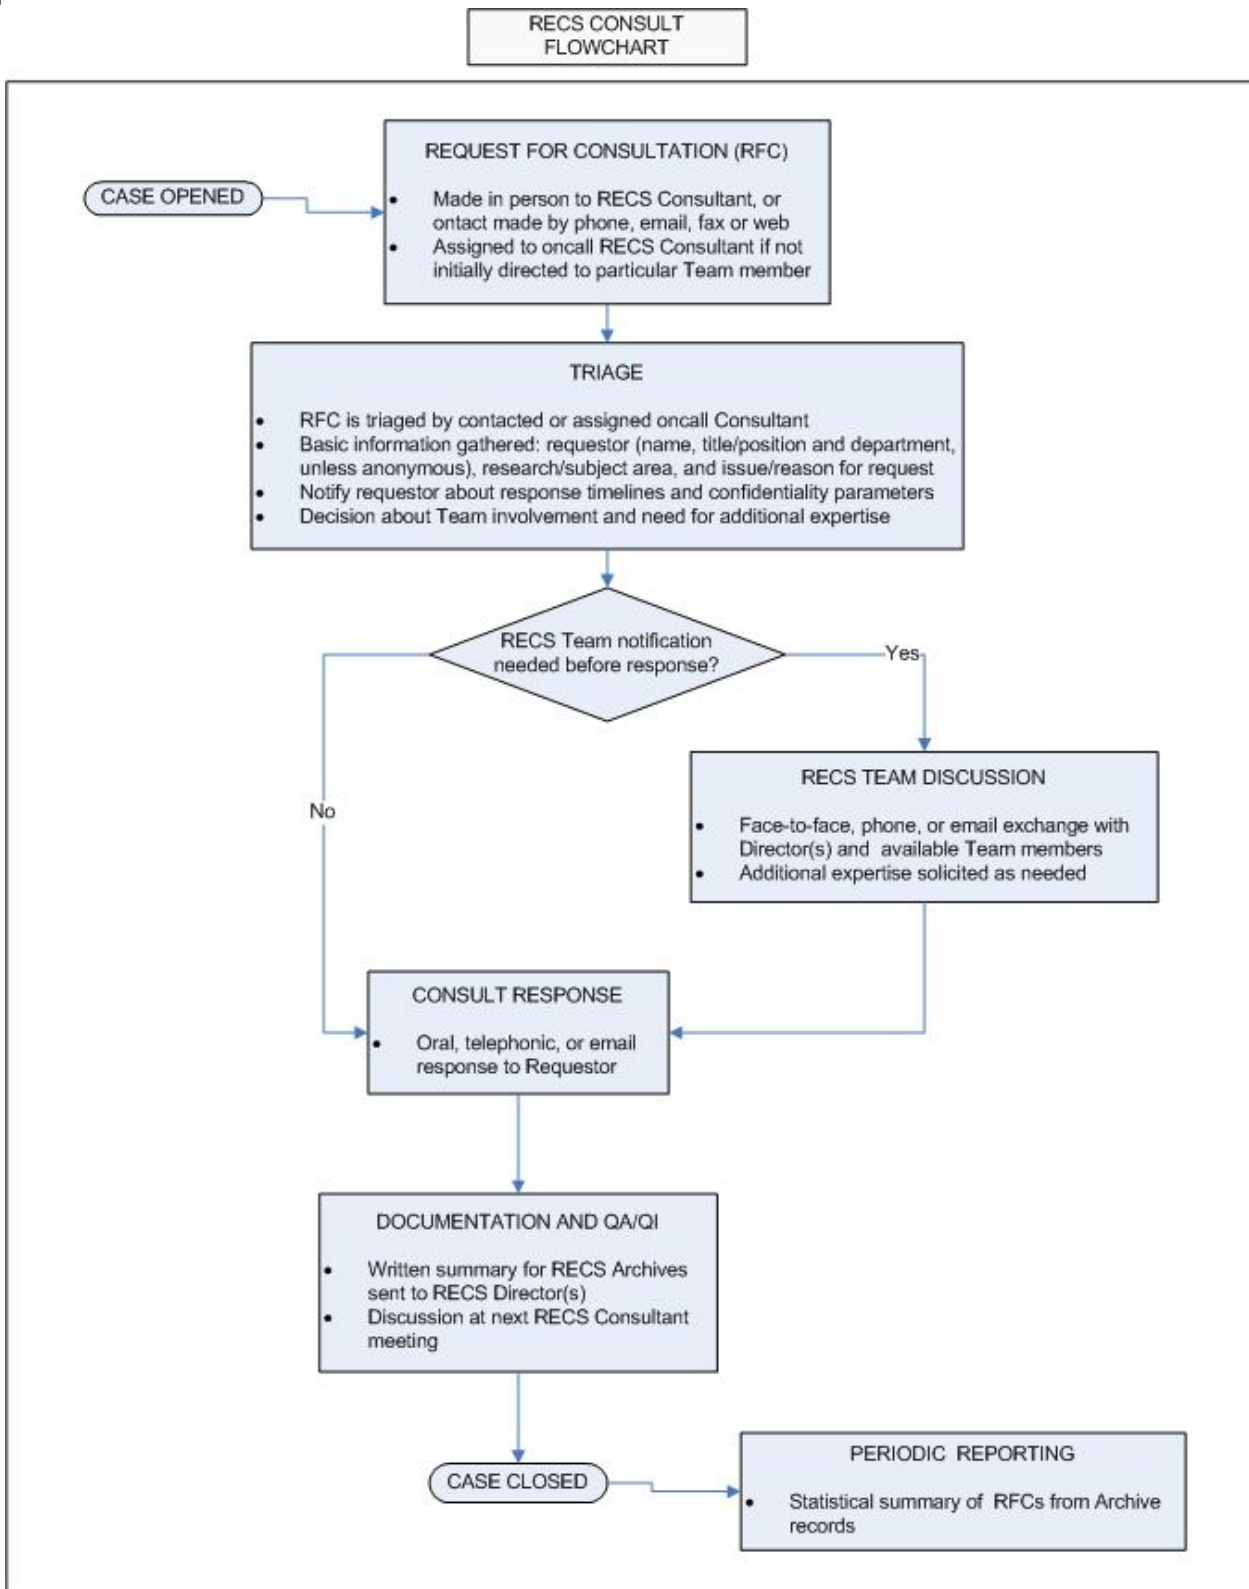 RECS CONSULT
FLOWCHART
CASE OPENED
REQUEST FOR CONSULTATION (RFC)
• Made in person to RECS Consultant, or
ontact made by phone, email, fax or web
• Assigned to oncall RECS Consultant if not
initially directed to particular Team member
TRIAGE
• RFC is triaged by contacted or assigned oncall Consultant
• Basic information gathered: requestor (name, title/position and department,
unless anonymous), research/subject area, and issue/reason for request
• Notify requestor about response timelines and confidentiality parameters
• Decision about Team involvement and need for additional expertise
RECS Team notification
needed before response?
Yes
No
RECS TEAM DISCUSSION
• Face-to-face, phone, or email exchange with
Director(s) and available Team members
• Additional expertise solicited as needed
CONSULT RESPONSE
• Oral, telephonic, or email
response to Requestor
DOCUMENTATION AND QA/QI
• Written summary for RECS Archives
sent to RECS Director(s)
• Discussion at next RECS Consultant
meeting
CASE CLOSED
PERIODIC REPORTING
• Statistical summary of RFCs from Archive
records